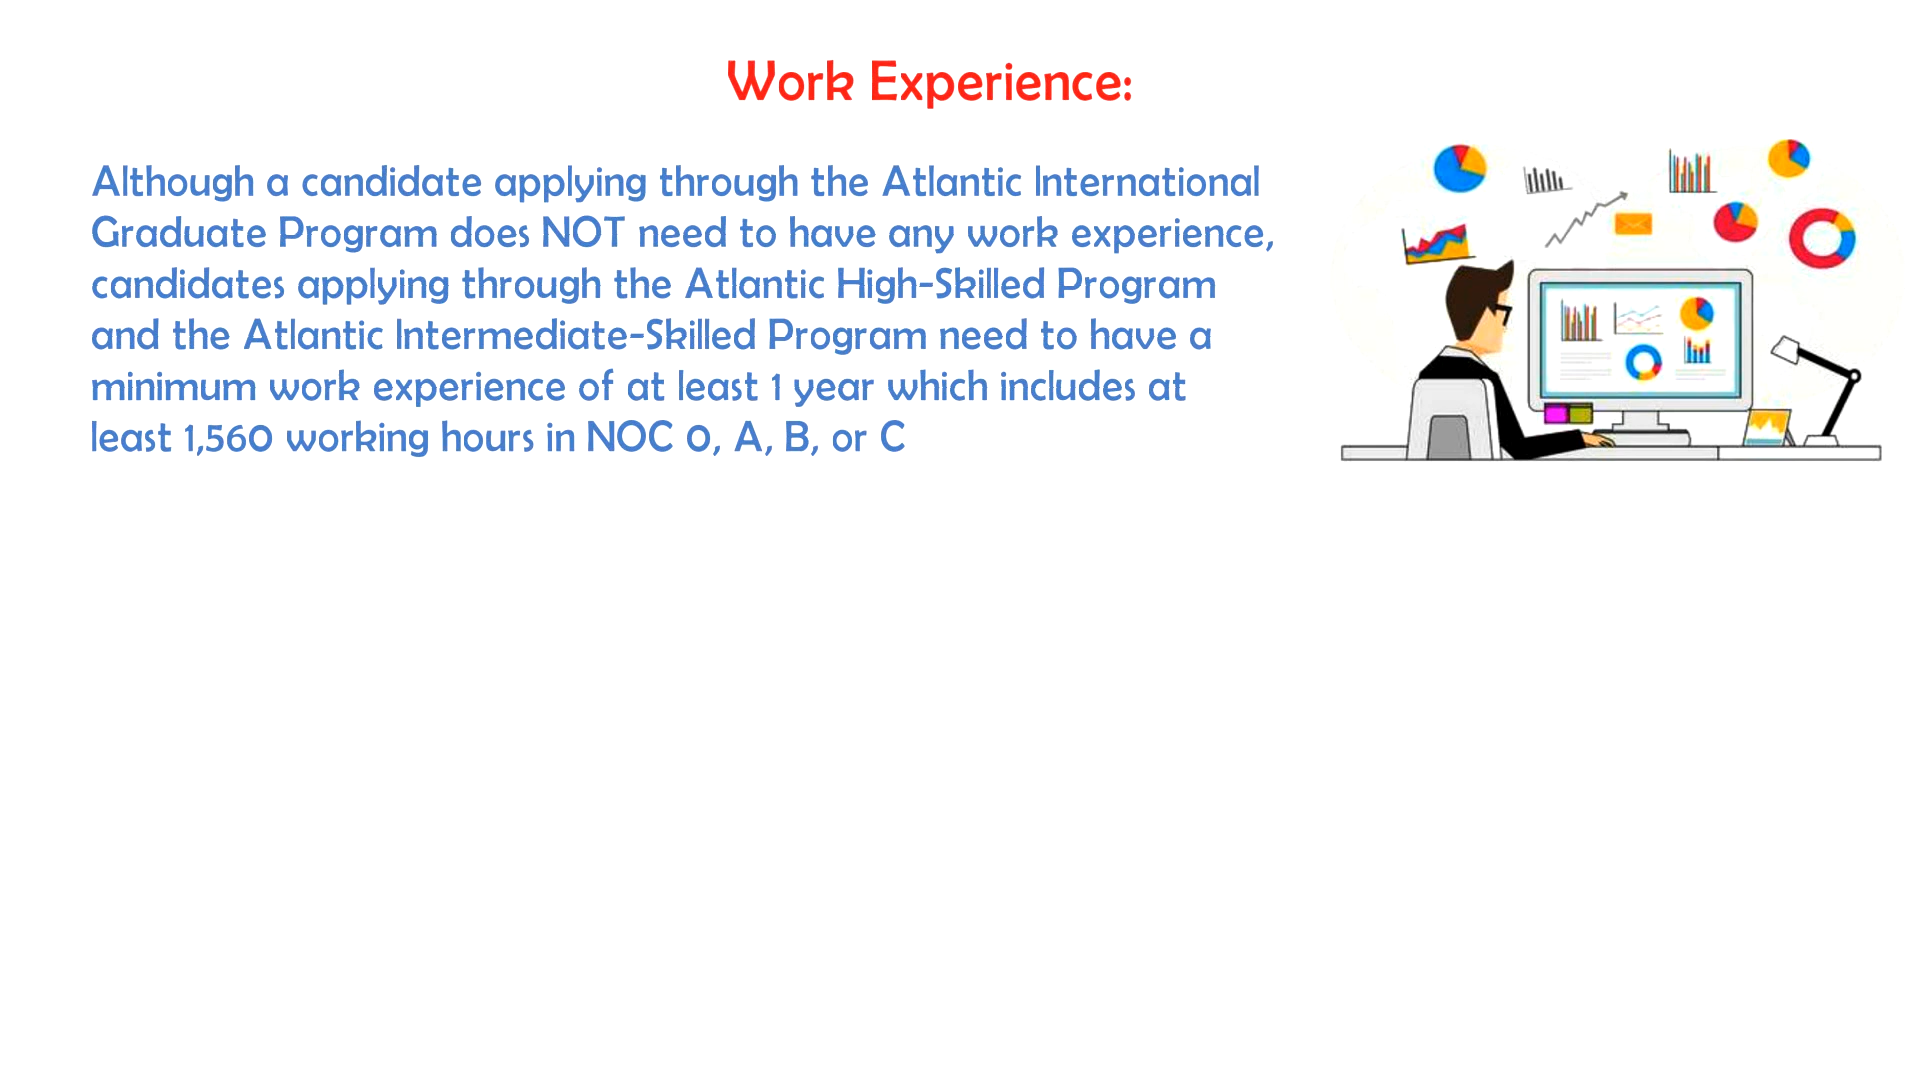 Work Experience:
Although a candidate applying through the Atlantic International
Graduate Program does NOT need to have any work experience,
candidates applying through the Atlantic High-Skilled Program
and the Atlantic Intermediate-Skilled Program need to have a
minimum work experience of at least 1 year which includes at
least 1,560 working hours in NOC 0, A, B, or C